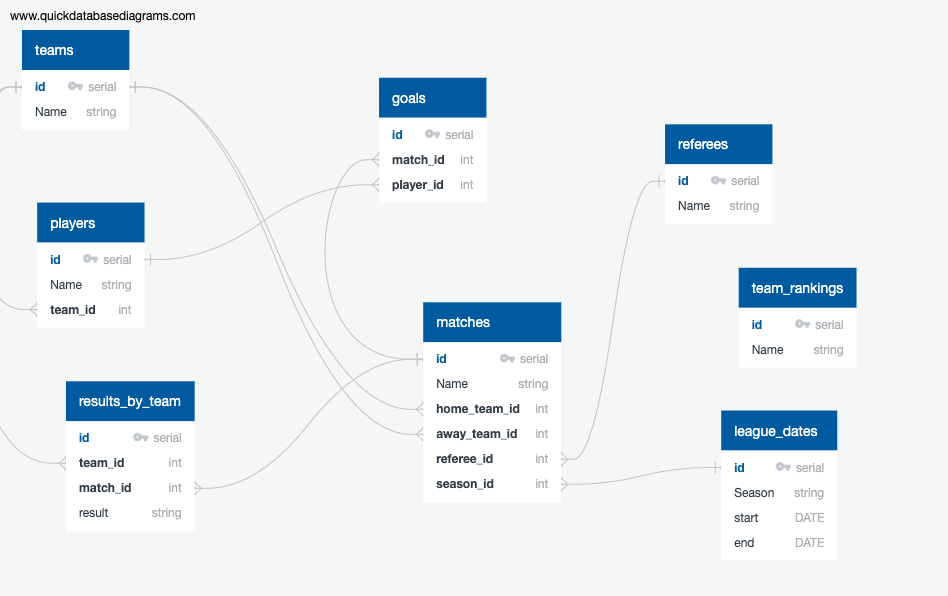 www.quickdatabasediagrams.com
teams
id serial
Name string
goals
id serial
match_id int
player_id int
referees
id serial
Name string
players
id serial
Name string
team_id int
team_rankings
id serial
Name string
matches
id serial
Name string
home_team_id int
away_team_id int
referee_id int
season_id int
results_by_team
id serial
team_id int
match_id int
result string
league_dates
id serial
Season string
start DATE
end DATE